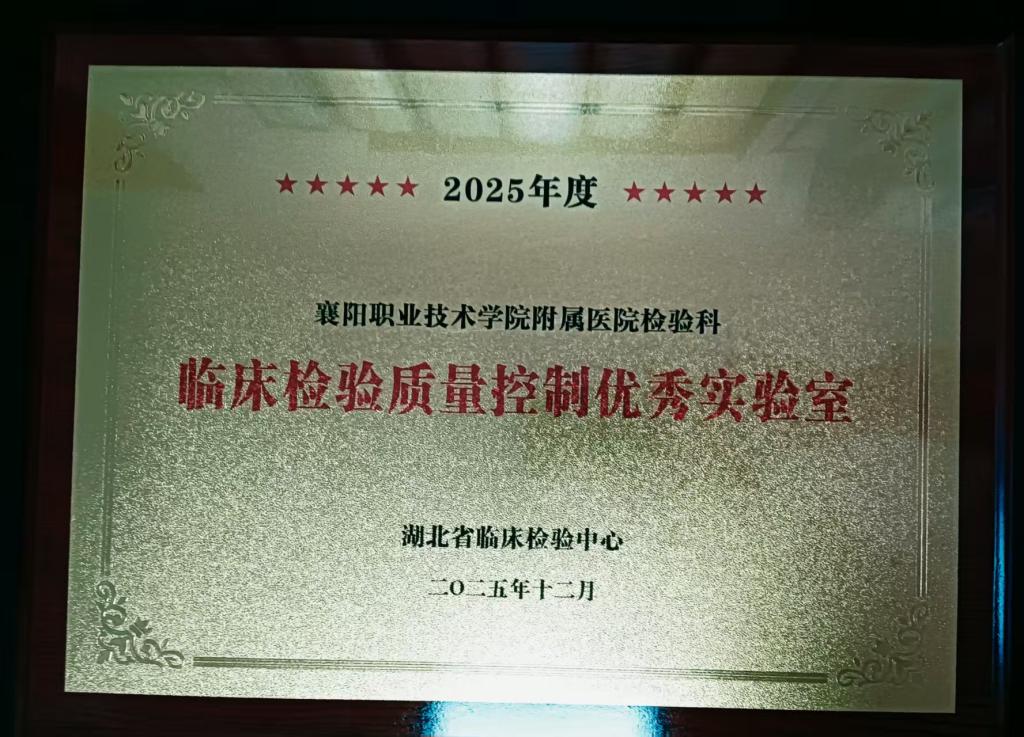 ★★★★★ 2025年度 ★★★★★
襄阳职业技术学院附属医院检验科
临床检验质量控制优秀实验室
湖北省临床检验中心
二〇二五年十二月